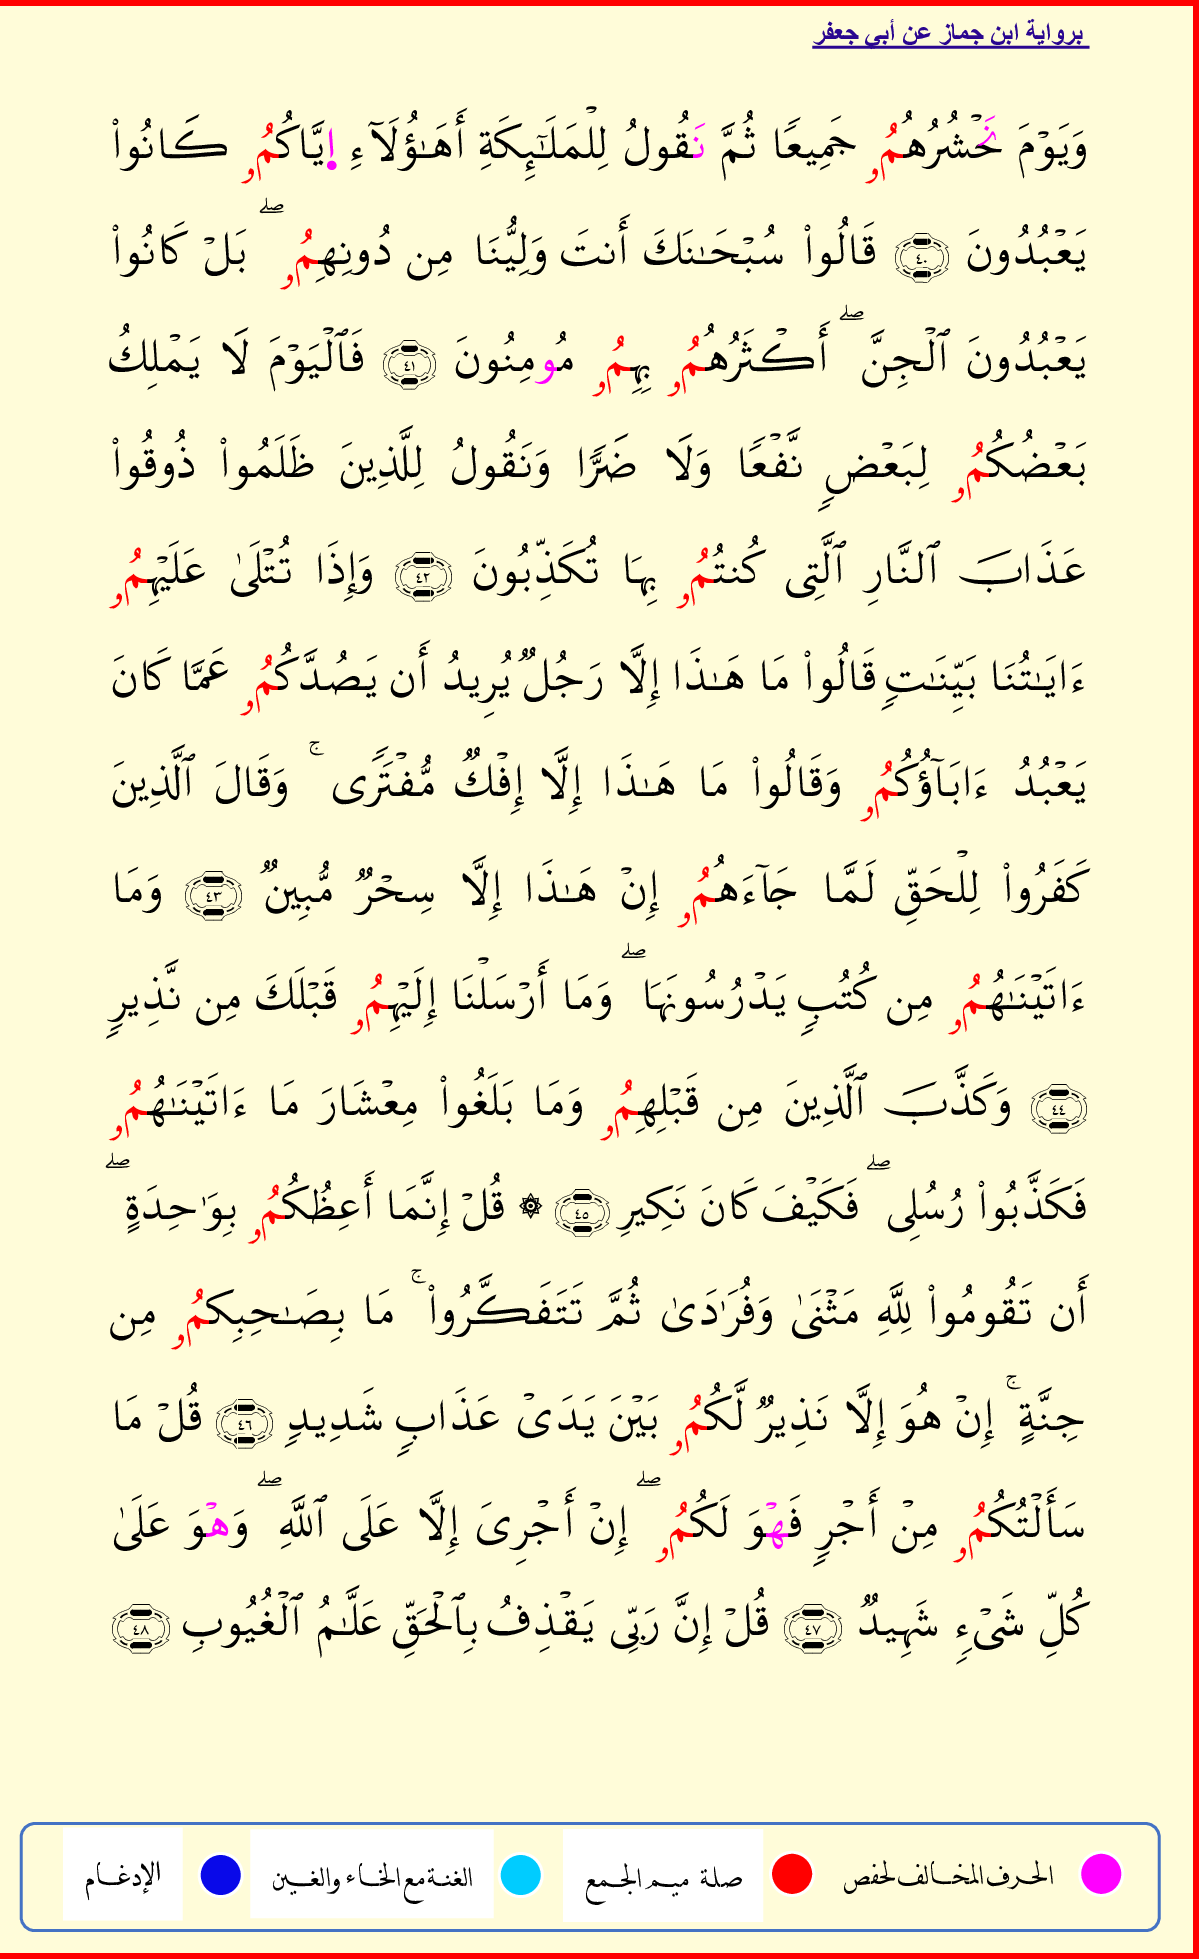 برواية ابن جماز عن أبي جعفر
وَيَوۡمَ نَحۡشُرُهُمُۥ جَمِيعٗا ثُمَّ نَقُولُ لِلۡمَلَٰٓئِكَةِ أَهَٰٓؤُلَآءِ اِ۪يَّاكُمُۥ كَانُواْ
يَعۡبُدُونَ ٤٠ قَالُواْ سُبۡحَٰنَكَ أَنتَ وَلِيُّنَا مِن دُونِهِمُۥۖ بَلۡ كَانُواْ
يَعۡبُدُونَ ٱلۡجِنَّۖ أَكۡثَرُهُمُۥ بِهِمُۥ مُومِنُونَ ٤١ فَٱلۡيَوۡمَ لَا يَمۡلِكُ
بَعۡضُكُمُۥ لِبَعۡضٖ نَّفۡعٗا وَلَا ضَرّٗا وَنَقُولُ لِلَّذِينَ ظَلَمُواْ ذُوقُواْ
عَذَابَ ٱلنَّارِ ٱلَّتِي كُنتُمُۥ بِهَا تُكَذِّبُونَ ٤٢ وَإِذَا تُتۡلَىٰ عَلَيۡهِمُۥ
ءَايَٰتُنَا بَيِّنَٰتٖ قَالُواْ مَا هَٰذَا إِلَّا رَجُلٞ يُرِيدُ أَن يَصُدَّكُمُۥ عَمَّا كَانَ
يَعۡبُدُ ءَابَآؤُكُمُۥ وَقَالُواْ مَا هَٰذَا إِلَّا إِفۡكٞ مُّفۡتَرٗىۚ وَقَالَ ٱلَّذِينَ
كَفَرُواْ لِلۡحَقِّ لَمَّا جَآءَهُمُۥ إِنۡ هَٰذَا إِلَّا سِحۡرٞ مُّبِينٞ ٤٣ وَمَا
ءَاتَيۡنَٰهُمُۥ مِن كُتُبٖ يَدۡرُسُونَهَاۖ وَمَا أَرۡسَلۡنَا إِلَيۡهِمُۥ قَبۡلَكَ مِن نَّذِيرٖ
٤٤ وَكَذَّبَ ٱلَّذِينَ مِن قَبۡلِهِمُۥ وَمَا بَلَغُواْ مِعۡشَارَ مَا ءَاتَيۡنَٰهُمُۥ
فَكَذَّبُواْ رُسُلِيۖ فَكَيۡفَ كَانَ نَكِيرِ ٤٥ ۞ قُلۡ إِنَّمَا أَعِظُكُمُۥ بِوَٰحِدَةٍۖ
أَن تَقُومُواْ لِلَّهِ مَثۡنَىٰ وَفُرَٰدَىٰ ثُمَّ تَتَفَكَّرُواْۚ مَا بِصَٰحِبِكُمُۥ مِن
جِنَّةٍۚ إِنۡ هُوَ إِلَّا نَذِيرٞ لَّكُمُۥ بَيۡنَ يَدَيۡ عَذَابٖ شَدِيدٖ ٤٦ قُلۡ مَا
سَأَلۡتُكُمُۥ مِنۡ أَجۡرٖ فَهۡوَ لَكُمُۥۖ إِنۡ أَجۡرِيَ إِلَّا عَلَى ٱللَّهِۖ وَهۡوَ عَلَىٰ
كُلِّ شَيۡءٖ شَهِيدٞ ٤٧ قُلۡ إِنَّ رَبِّي يَقۡذِفُ بِٱلۡحَقِّ عَلَّٰمُ ٱلۡغُيُوبِ ٤٨
الحرف المخالف لحفص صلة ميم الجمع الغنة مع الخاء والغين الإدغام